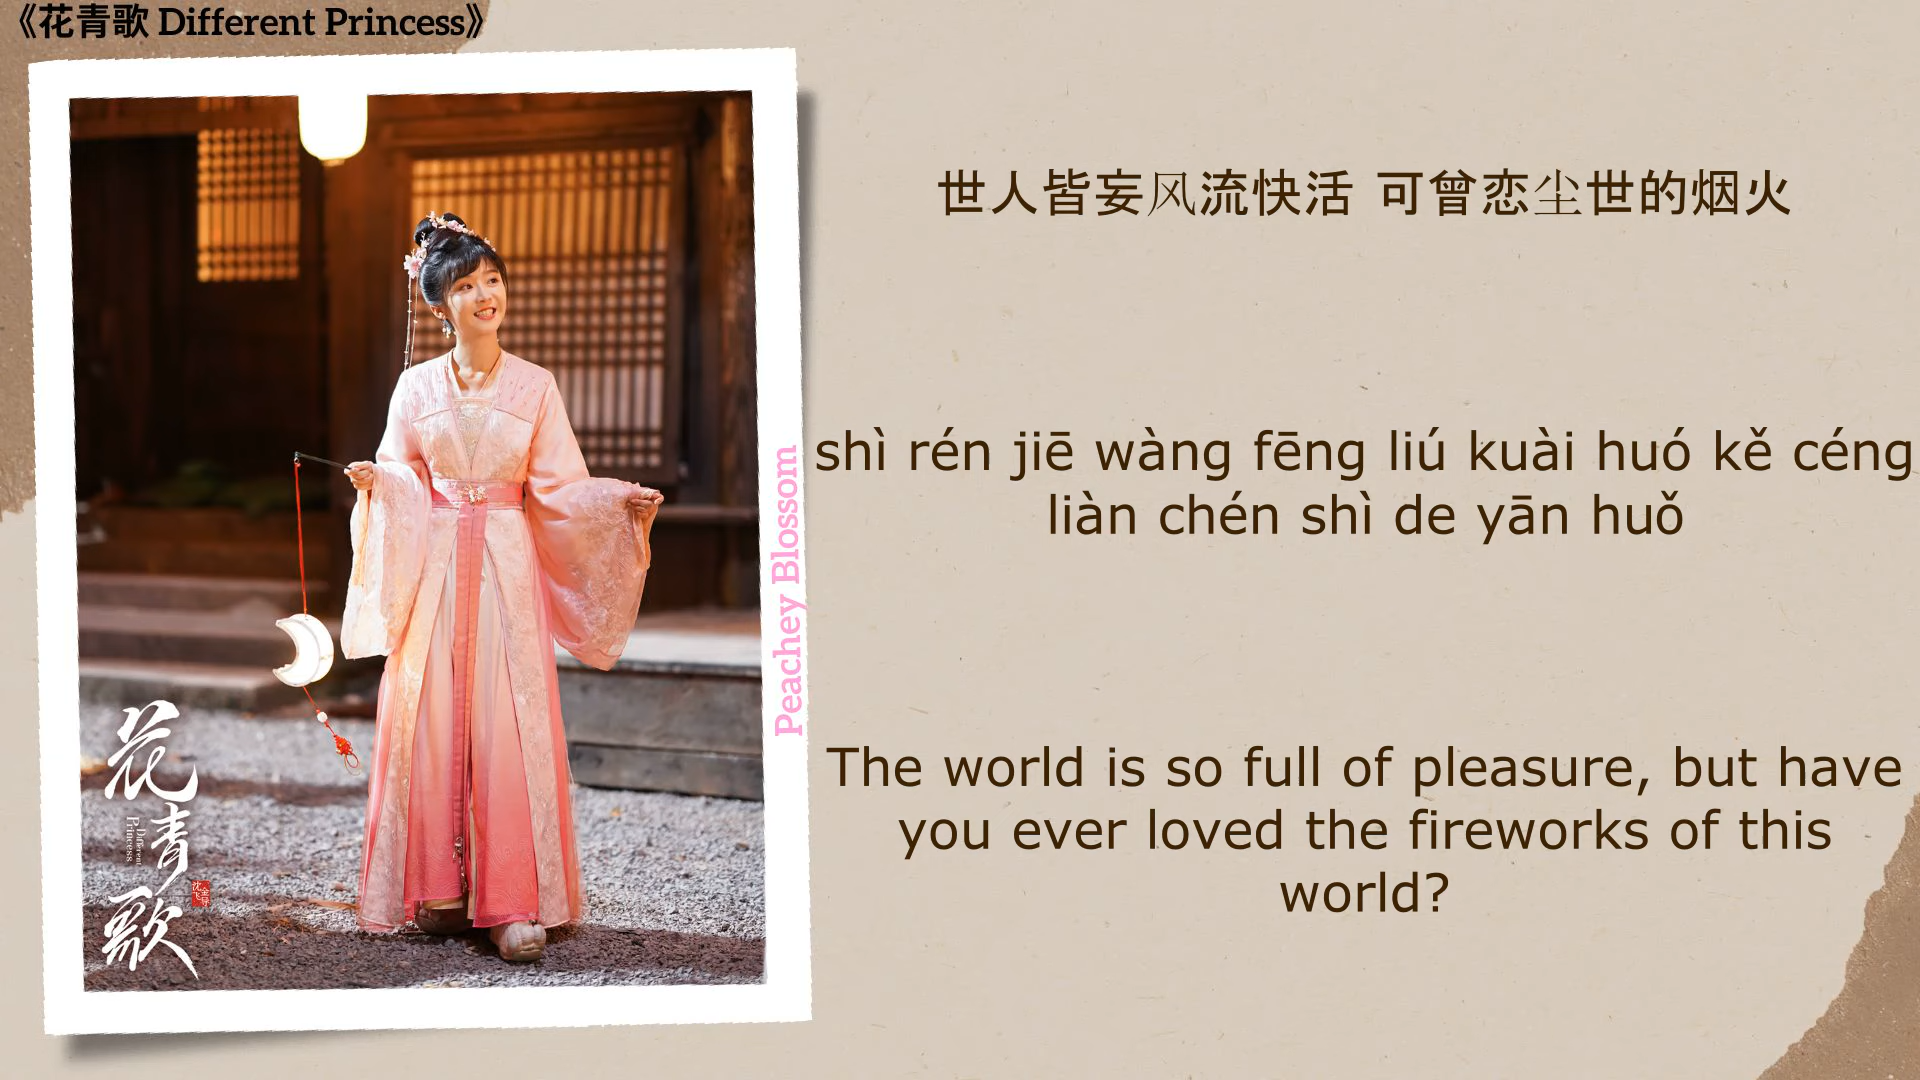 《花青歌 Different Princess》
世人皆妄风流快活 可曾恋尘世的烟火
shì rén jiē wàng fēng liú kuài huó kě céng
liàn chén shì de yān huǒ
The world is so full of pleasure, but have
you ever loved the fireworks of this
world?
Peachey Blossom
花青歌
Different
Princess